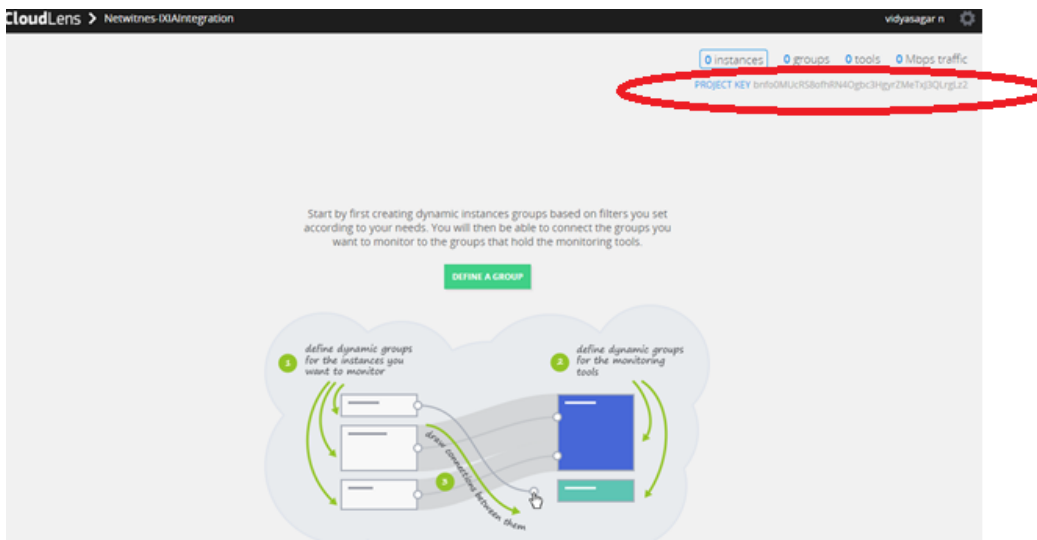 CloudLens > Netwitnes-IXIAIntegration
vidyasagar n
0 instances 0 groups 0 tools 0 Mbps traffic
PROJECT KEY
Start by first creating dynamic instances groups based on filters you set
according to your needs. You will then be able to connect the groups you
want to monitor to the groups that hold the monitoring tools.
DEFINE A GROUP
1
define dynamic groups
for the instances you
want to monitor
2
define dynamic groups
for the monitoring
tools
3
draw connections between them